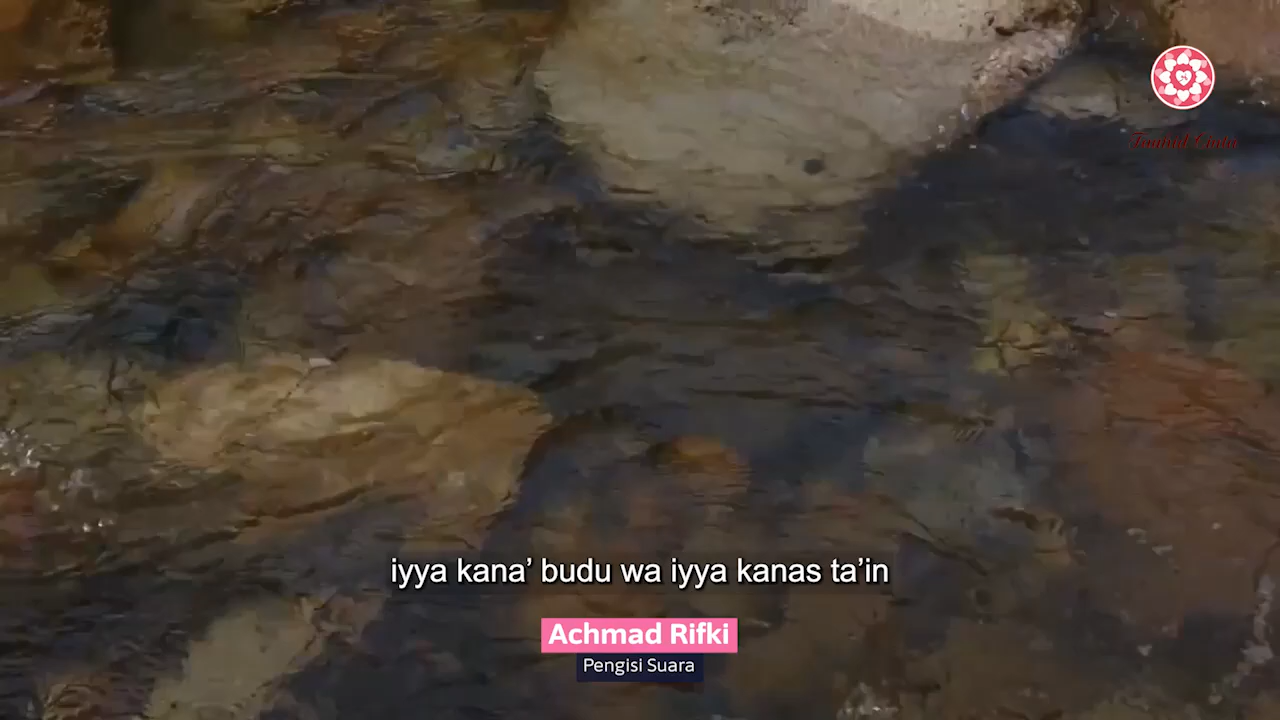 iyya kana’ budu wa iyya kanas ta’in
Achmad Rifki
Pengisi Suara